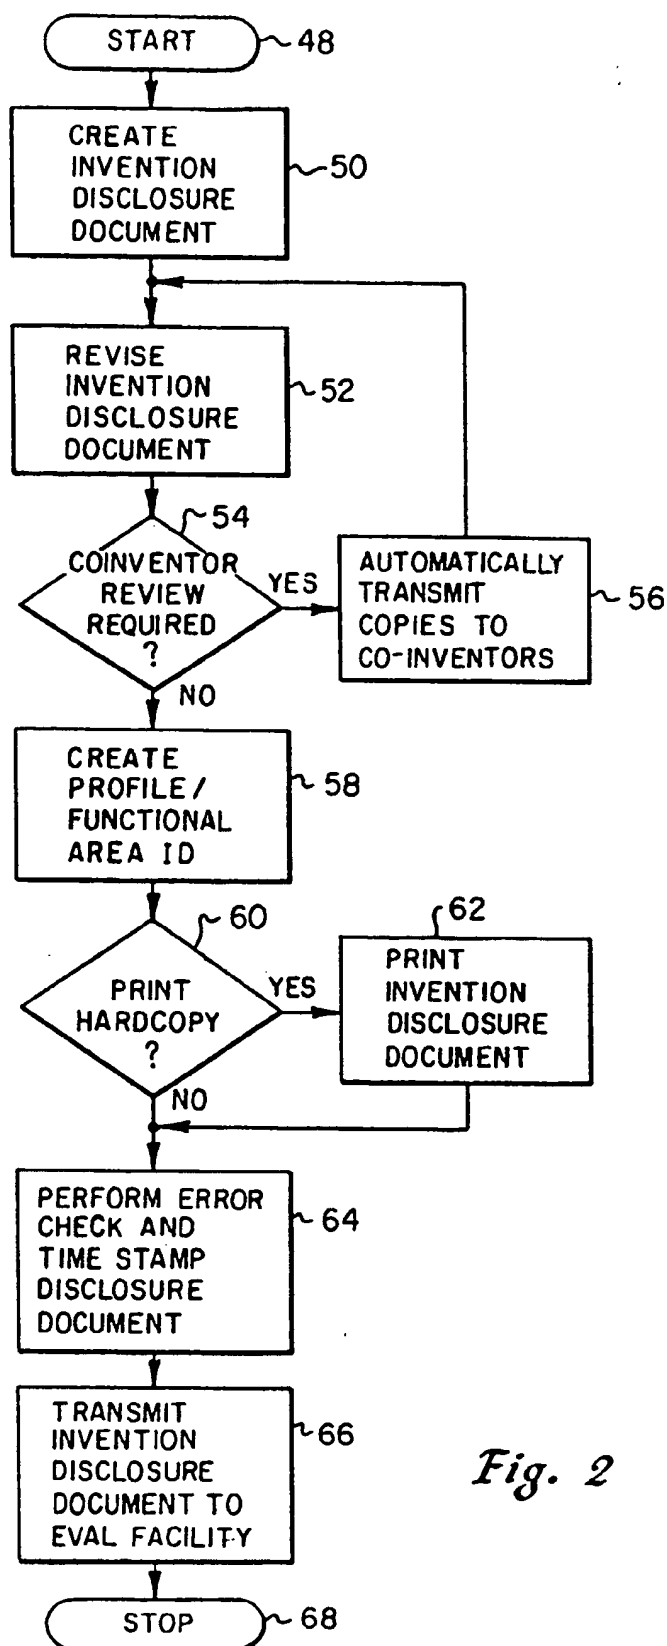 START
48
CREATE
INVENTION
DISCLOSURE
DOCUMENT
50
REVISE
INVENTION
DISCLOSURE
DOCUMENT
52
54
COINVENTOR
REVIEW
REQUIRED
?
YES
AUTOMATICALLY
TRANSMIT
COPIES TO
CO-INVENTORS
56
NO
CREATE
PROFILE/
FUNCTIONAL
AREA ID
58
60
PRINT
HARDCOPY
?
YES
62
PRINT
INVENTION
DISCLOSURE
DOCUMENT
NO
PERFORM ERROR
CHECK AND
TIME STAMP
DISCLOSURE
DOCUMENT
64
TRANSMIT
INVENTION
DISCLOSURE
DOCUMENT TO
EVAL FACILITY
66
Fig. 2
STOP
68